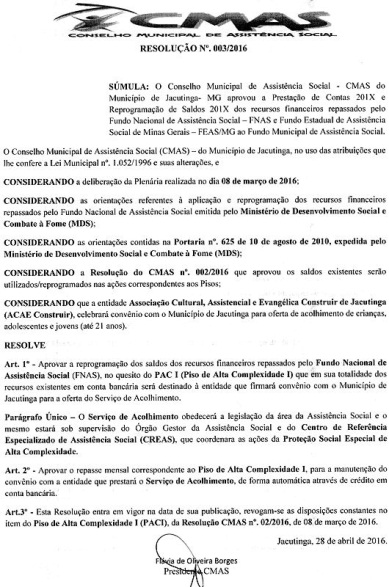 CMAS
CONSELHO MUNICIPAL DE ASSISTÊNCIA SOCIAL
RESOLUÇÃO Nº. 003/2016
SÚMULA: O Conselho Municipal de Assistência Social - CMAS do
Município de Jacutinga- MG aprovou a Prestação de Contas 201X e
Reprogramação de Saldos 201X dos recursos financeiros repassados pelo
Fundo Nacional de Assistência Social – FNAS e Fundo Estadual de Assistência
Social de Minas Gerais – FEAS/MG ao Fundo Municipal de Assistência Social.
O Conselho Municipal de Assistência Social (CMAS) – do Município de Jacutinga, no uso das atribuições que
lhe confere a Lei Municipal nº. 1.052/1996 e suas alterações, e
CONSIDERANDO a deliberação da Plenária realizada no dia 08 de março de 2016;
CONSIDERANDO as orientações referentes à aplicação e reprogramação dos recursos financeiros
repassados pelo Fundo Nacional de Assistência Social emitida pelo Ministério de Desenvolvimento Social e
Combate à Fome (MDS);
CONSIDERANDO as orientações contidas na Portaria nº. 625 de 10 de agosto de 2010, expedida pelo
Ministério de Desenvolvimento Social e Combate à Fome (MDS);
CONSIDERANDO a Resolução do CMAS nº. 002/2016 que aprovou os saldos existentes serão
utilizados/reprogramados nas ações correspondentes aos Pisos;
CONSIDERANDO que a entidade Associação Cultural, Assistencial e Evangélica Construir de Jacutinga
(ACAE Construir), celebrará convênio com o Município de Jacutinga para oferta de acolhimento de crianças,
adolescentes e jovens (até 21 anos).
RESOLVE
Art. 1º - Aprovar a reprogramação dos saldos dos recursos financeiros repassados pelo Fundo Nacional de
Assistência Social (FNAS), no quesito do PAC I (Piso de Alta Complexidade I) que em sua totalidade dos
recursos existentes em conta bancária será destinado à entidade que firmará convênio com o Município de
Jacutinga para a oferta do Serviço de Acolhimento.
Parágrafo Único – O Serviço de Acolhimento obedecerá a legislação da área da Assistência Social e o
mesmo estará sob supervisão do Órgão Gestor da Assistência Social e do Centro de Referência
Especializado de Assistência Social (CREAS), que coordenara as ações da Proteção Social Especial de
Alta Complexidade.
Art. 2º - Aprovar o repasse mensal correspondente ao Piso de Alta Complexidade I, para a manutenção do
convênio com a entidade que prestará o Serviço de Acolhimento, de forma automática através de crédito em
conta bancária.
Art.3º - Esta Resolução entra em vigor na data de sua publicação, revogam-se as disposições constantes no
item do Piso de Alta Complexidade I (PACI), da Resolução CMAS nº. 02/2016, de 08 de março de 2016.
Jacutinga, 28 de abril de 2016.
Flávia de Oliveira Borges
Presidente CMAS